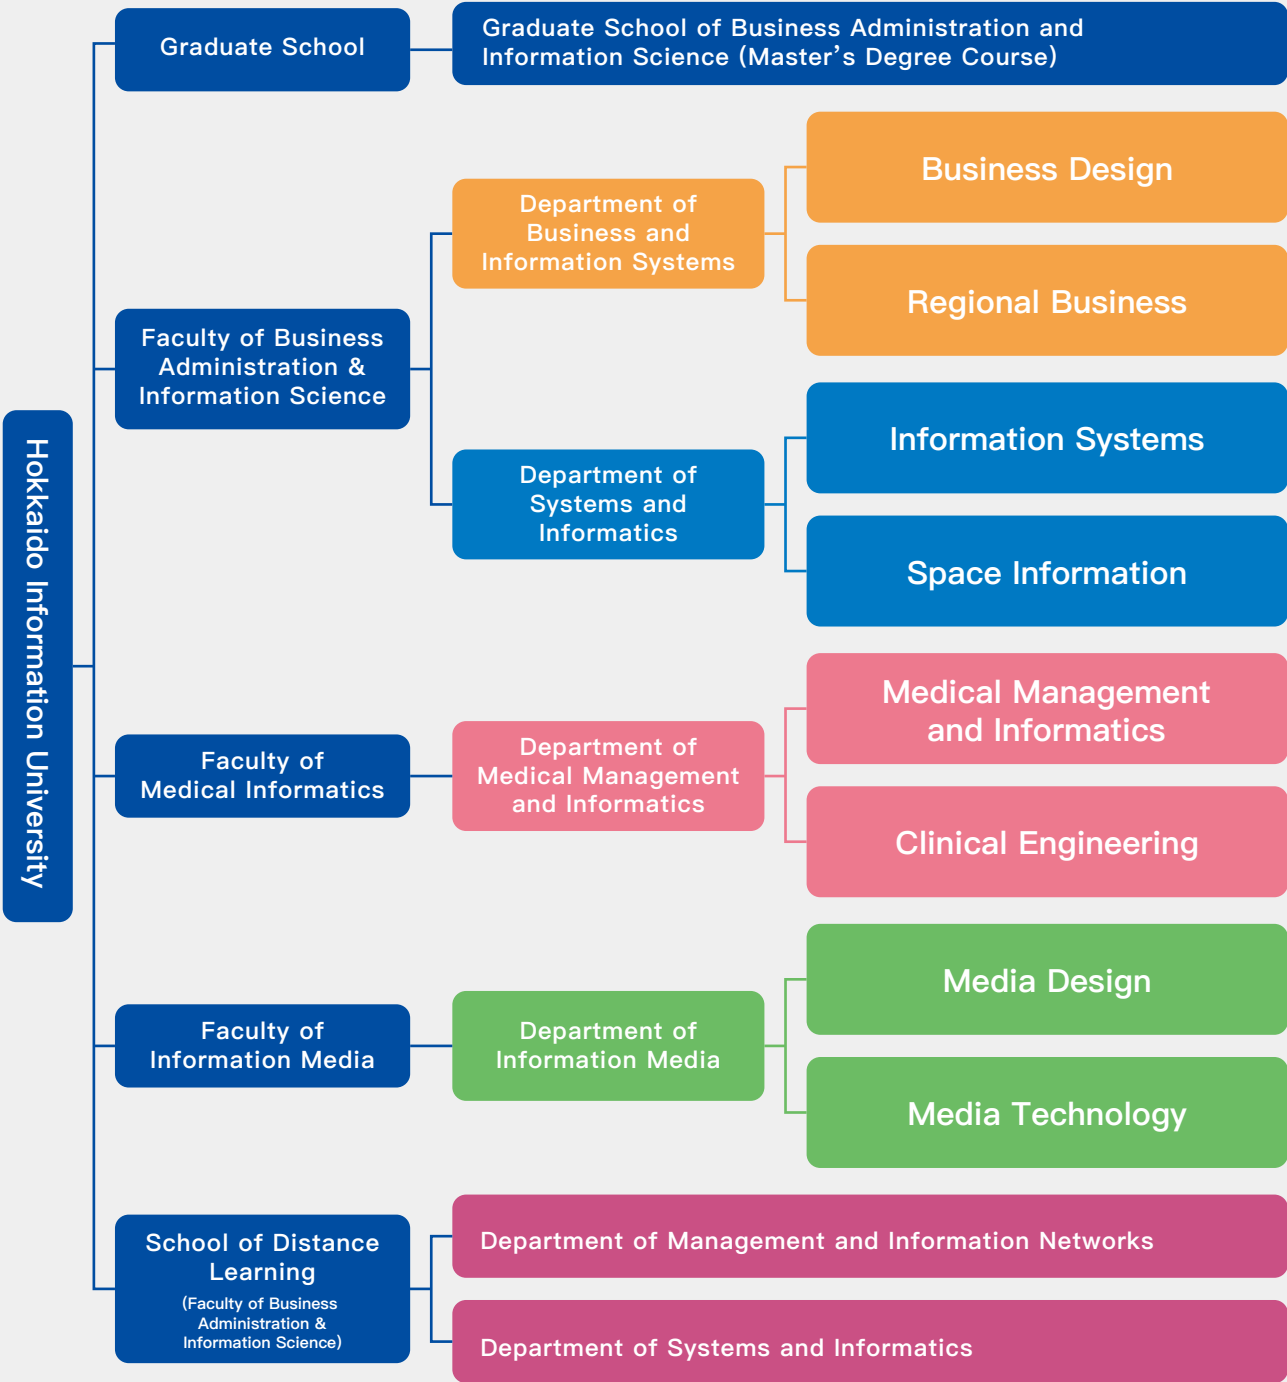 Hokkaido Information University
Graduate School
Graduate School of Business Administration and
Information Science (Master's Degree Course)
Faculty of Business
Administration &
Information Science
Department of
Business and
Information Systems
Business Design
Regional Business
Department of
Systems and
Informatics
Information Systems
Space Information
Faculty of
Medical Informatics
Department of
Medical Management
and Informatics
Medical Management
and Informatics
Clinical Engineering
Faculty of
Information Media
Department of
Information Media
Media Design
Media Technology
School of Distance
Learning
(Faculty of Business
Administration &
Information Science)
Department of Management and Information Networks
Department of Systems and Informatics